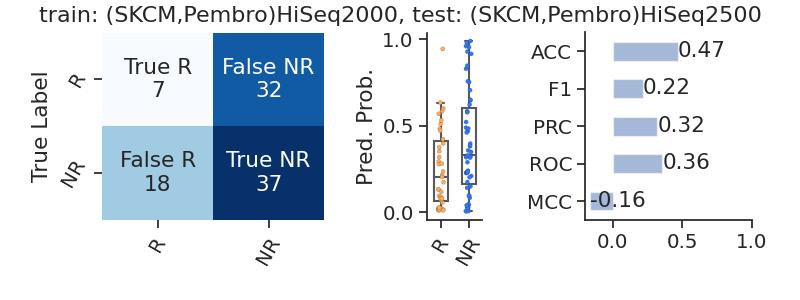 train: (SKCM,Pembro)HiSeq2000, test: (SKCM,Pembro)HiSeq2500
True Label
R
NR
True R
7
False NR
32
False R
18
True NR
37
R
NR
Pred. Prob.
1.0
0.5
0.0
R
NR
ACC
0.47
F1
0.22
PRC
0.32
ROC
0.36
MCC
-0.16
0.0
0.5
1.0